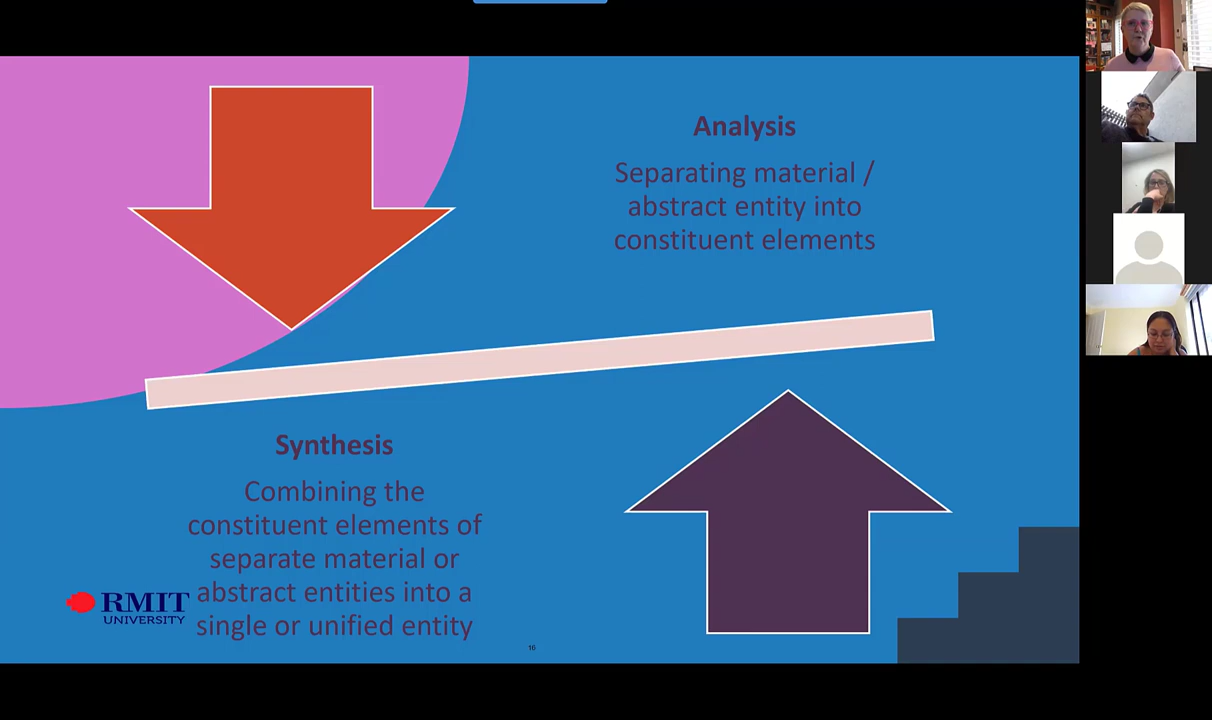 Analysis
Separating material /
abstract entity into
constituent elements
Synthesis
Combining the
constituent elements of
separate material or
abstract entities into a
single or unified entity
RMIT
UNIVERSITY
16